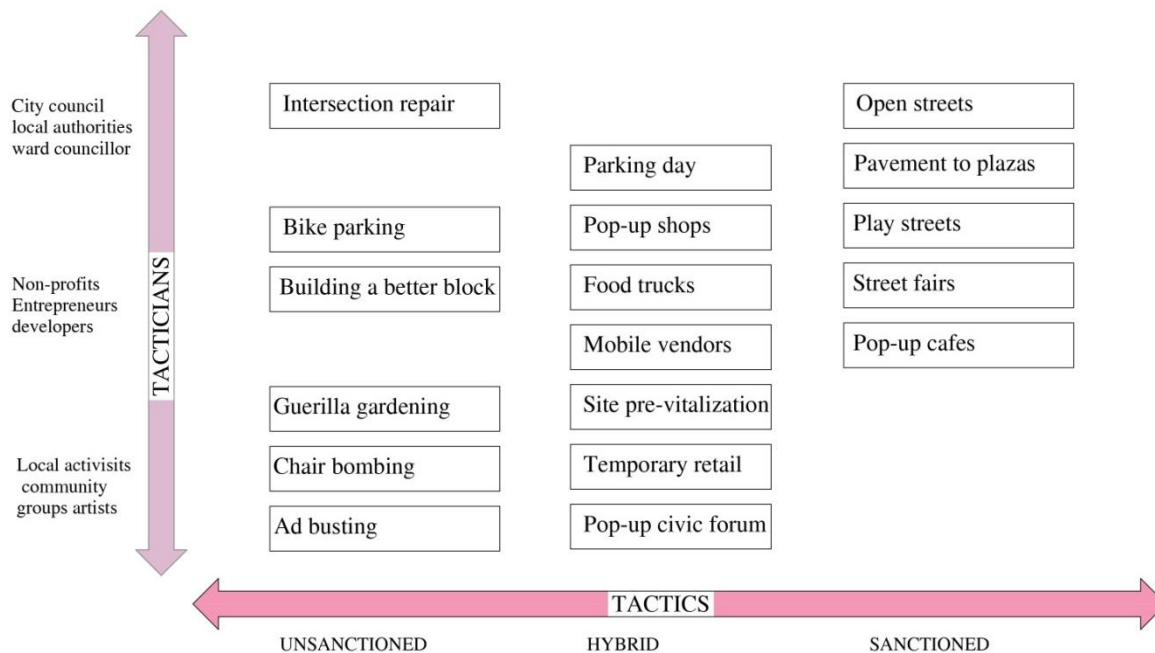 City council
local authorities
ward councillor
Non-profits
Entrepreneurs
developers
Local activisits
community
groups artists
TACTICIANS
Intersection repair
Bike parking
Building a better block
Guerilla gardening
Chair bombing
Ad busting
Parking day
Pop-up shops
Food trucks
Mobile vendors
Site pre-vitalization
Temporary retail
Pop-up civic forum
Open streets
Pavement to plazas
Play streets
Street fairs
Pop-up cafes
TACTICS
UNSANCTIONED
HYBRID
SANCTIONED